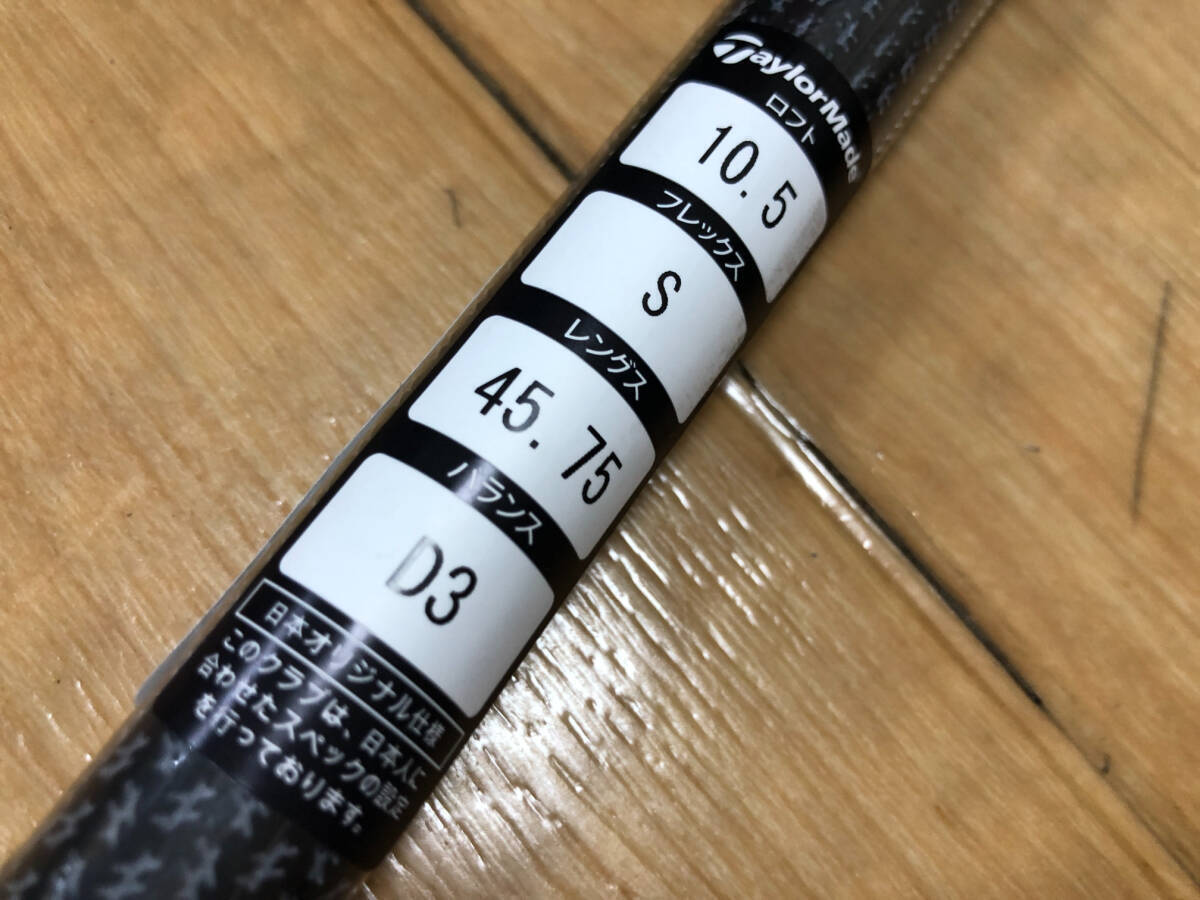 TaylorMade
ロフト
10.5
フレックス
S
レングス
45.75
バランス
D3
日本オリジナル仕様
このクラブは、日本人に
合わせたスペックの設定
を行っております。